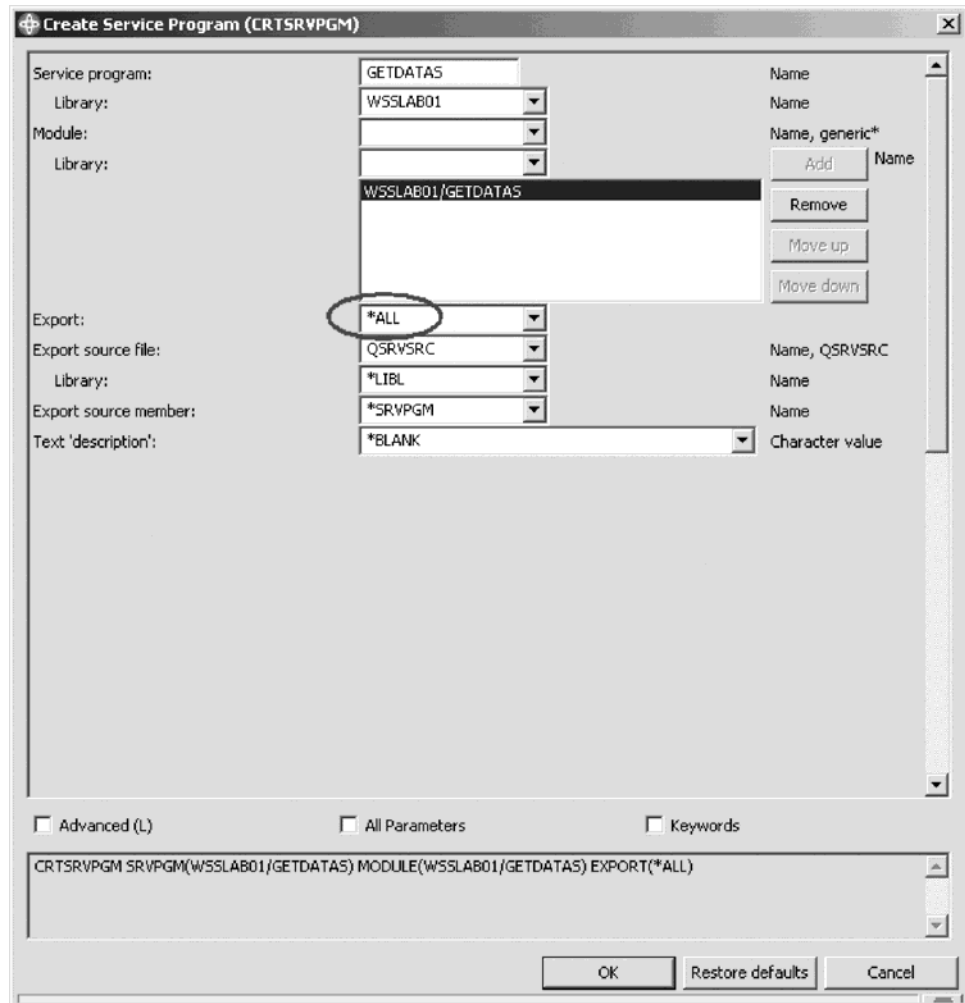 Create Service Program (CRTSRVPGM)
Service program: GETDATAS Name
Library: WSSLAB01 Name
Module: Name, generic*
Library: Add Name
WSSLAB01/GETDATAS
Remove
Move up
Move down
Export: *ALL
Export source file: QSRVSRC Name, QSRVSRC
Library: *LIBL Name
Export source member: *SRVPGM Name
Text 'description': *BLANK Character value
Advanced (L) All Parameters Keywords
CRTSRVPGM SRVPGM(WSSLAB01/GETDATAS) MODULE(WSSLAB01/GETDATAS) EXPORT(*ALL)
OK Restore defaults Cancel